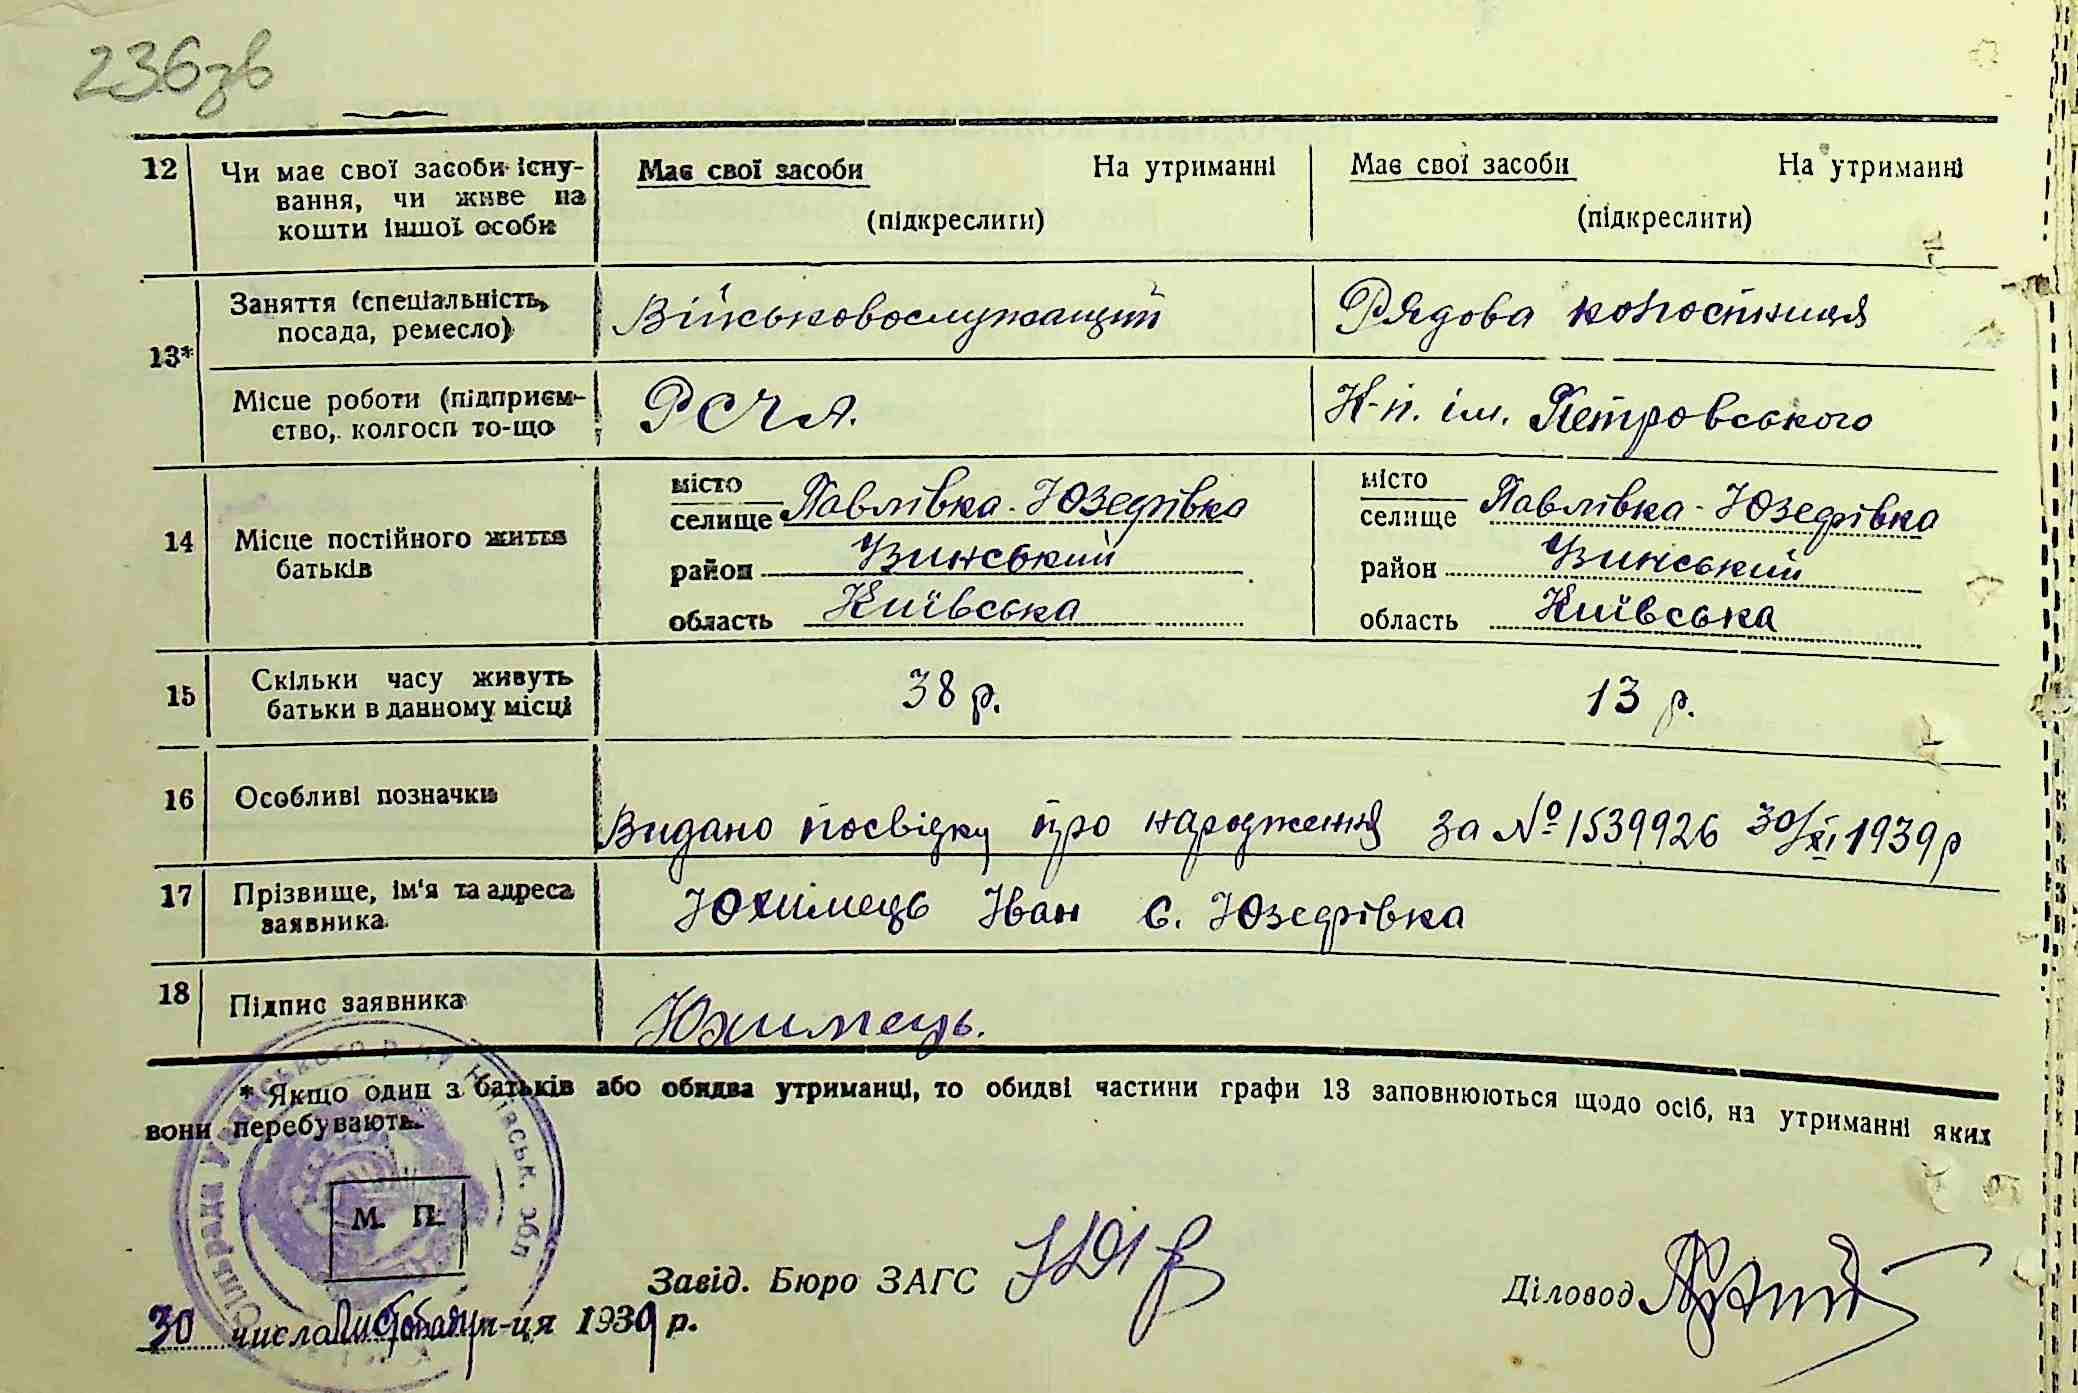 236зв
12 Чи має свої засоби існу-
вання, чи живе на
кошти іншої особи
Має свої засоби На утриманні
(підкреслити)
Має свої засоби На утриманні
(підкреслити)
13*
Заняття (спеціальність,
посада, ремесло)
Військовослужащий
Рядова колгоспниця
Місце роботи (підприєм-
ство, колгосп то-що
РСЧА.
К-п. ім. Петровського
14 Місце постійного життя
батьків
місто
селище Павлівка-Юзефівка
район Узинський
область Київська
місто
селище Павлівка-Юзефівка
район Узинський
область Київська
15 Скільки часу живуть
батьки в данному місці
38 р.
13 р.
16 Особливі позначки
Видано посвідку про народження за № 1539926 30/XI 1939 р
17 Прізвище, ім'я та адреса
заявника
Юхимець Іван с. Юзефівка
18 Підпис заявника
Юхимець.
* Якщо один з батьків або обидва утриманці, то обидві частини графи 13 заповнюються щодо осіб, на утриманні яких
вони перебувають.
М. П.
Завід. Бюро ЗАГС
Діловод
30 числа Листопада м-ця 1939 р.